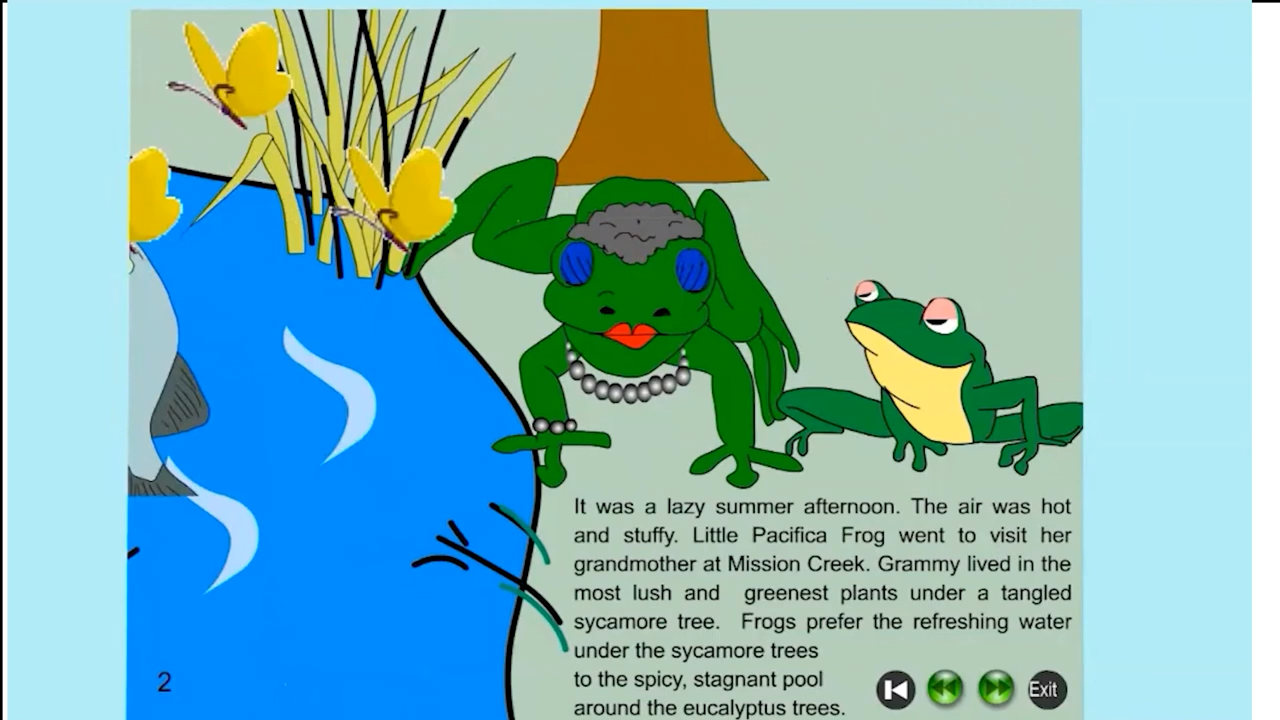 It was a lazy summer afternoon. The air was hot
and stuffy. Little Pacifica Frog went to visit her
grandmother at Mission Creek. Grammy lived in the
most lush and greenest plants under a tangled
sycamore tree. Frogs prefer the refreshing water
under the sycamore trees
to the spicy, stagnant pool
around the eucalyptus trees.
2
Exit